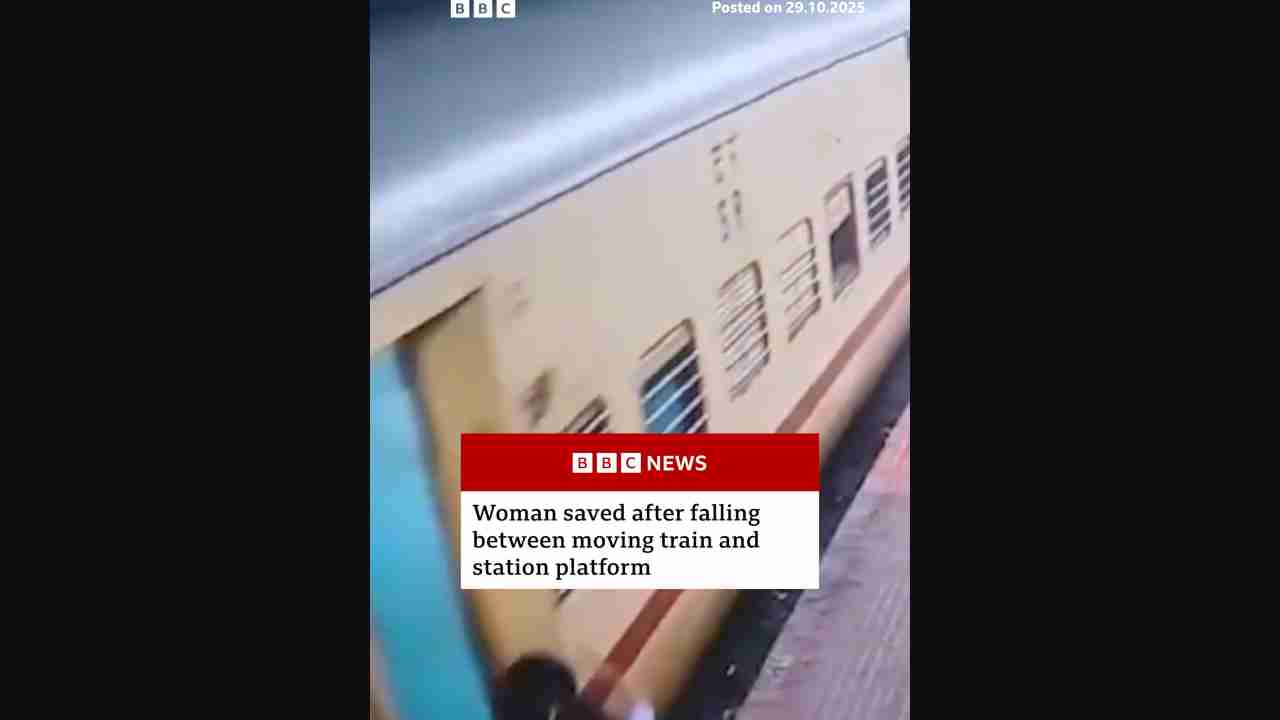 BBC
Posted on 29.10.2025
BBC NEWS
Woman saved after falling
between moving train and
station platform